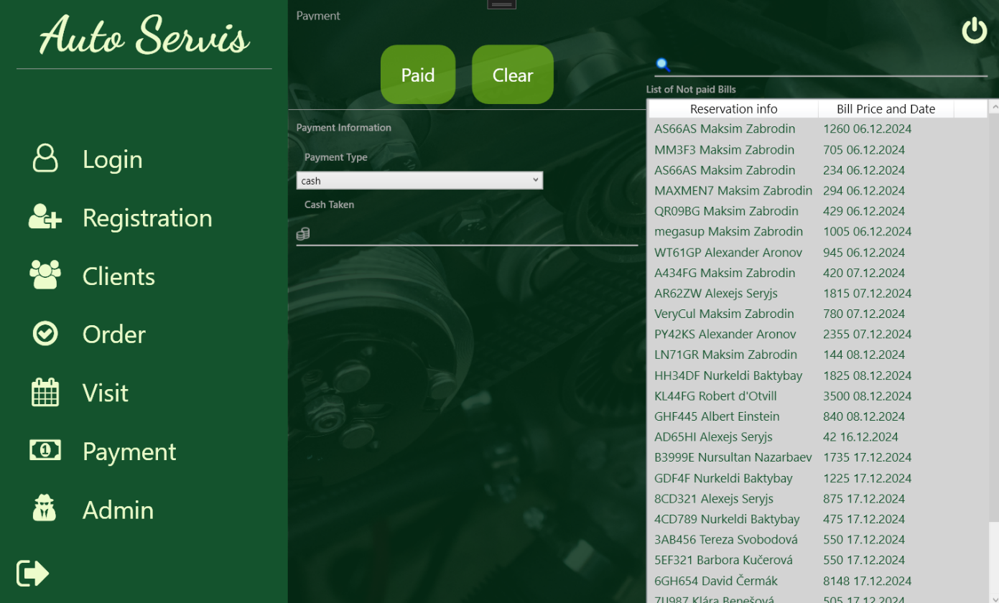 Auto Servis
Login
Registration
Clients
Order
Visit
Payment
Admin
Payment
Paid
Clear
Payment Information
Payment Type
cash
Cash Taken
List of Not paid Bills
Reservation info Bill Price and Date
AS66AS Maksim Zabrodin 1260 06.12.2024
MM3F3 Maksim Zabrodin 705 06.12.2024
AS66AS Maksim Zabrodin 234 06.12.2024
MAXMEN7 Maksim Zabrodin 294 06.12.2024
QR09BG Maksim Zabrodin 429 06.12.2024
megasup Maksim Zabrodin 1005 06.12.2024
WT61GP Alexander Aronov 945 06.12.2024
A434FG Maksim Zabrodin 420 07.12.2024
AR62ZW Alexejs Seryjs 1815 07.12.2024
VeryCul Maksim Zabrodin 780 07.12.2024
PY42KS Alexander Aronov 2355 07.12.2024
LN71GR Maksim Zabrodin 144 08.12.2024
HH34DF Nurkeldi Baktybay 1825 08.12.2024
KL44FG Robert d'Otvill 3500 08.12.2024
GHF445 Albert Einstein 840 08.12.2024
AD65HI Alexejs Seryjs 42 16.12.2024
B3999E Nursultan Nazarbaev 1735 17.12.2024
GDF4F Nurkeldi Baktybay 1225 17.12.2024
8CD321 Alexejs Seryjs 875 17.12.2024
4CD789 Nurkeldi Baktybay 475 17.12.2024
3AB456 Tereza Svobodová 550 17.12.2024
5EF321 Barbora Kučerová 550 17.12.2024
6GH654 David Čermák 8148 17.12.2024
7IJ987 Klára Benešová 505 17.12.2024